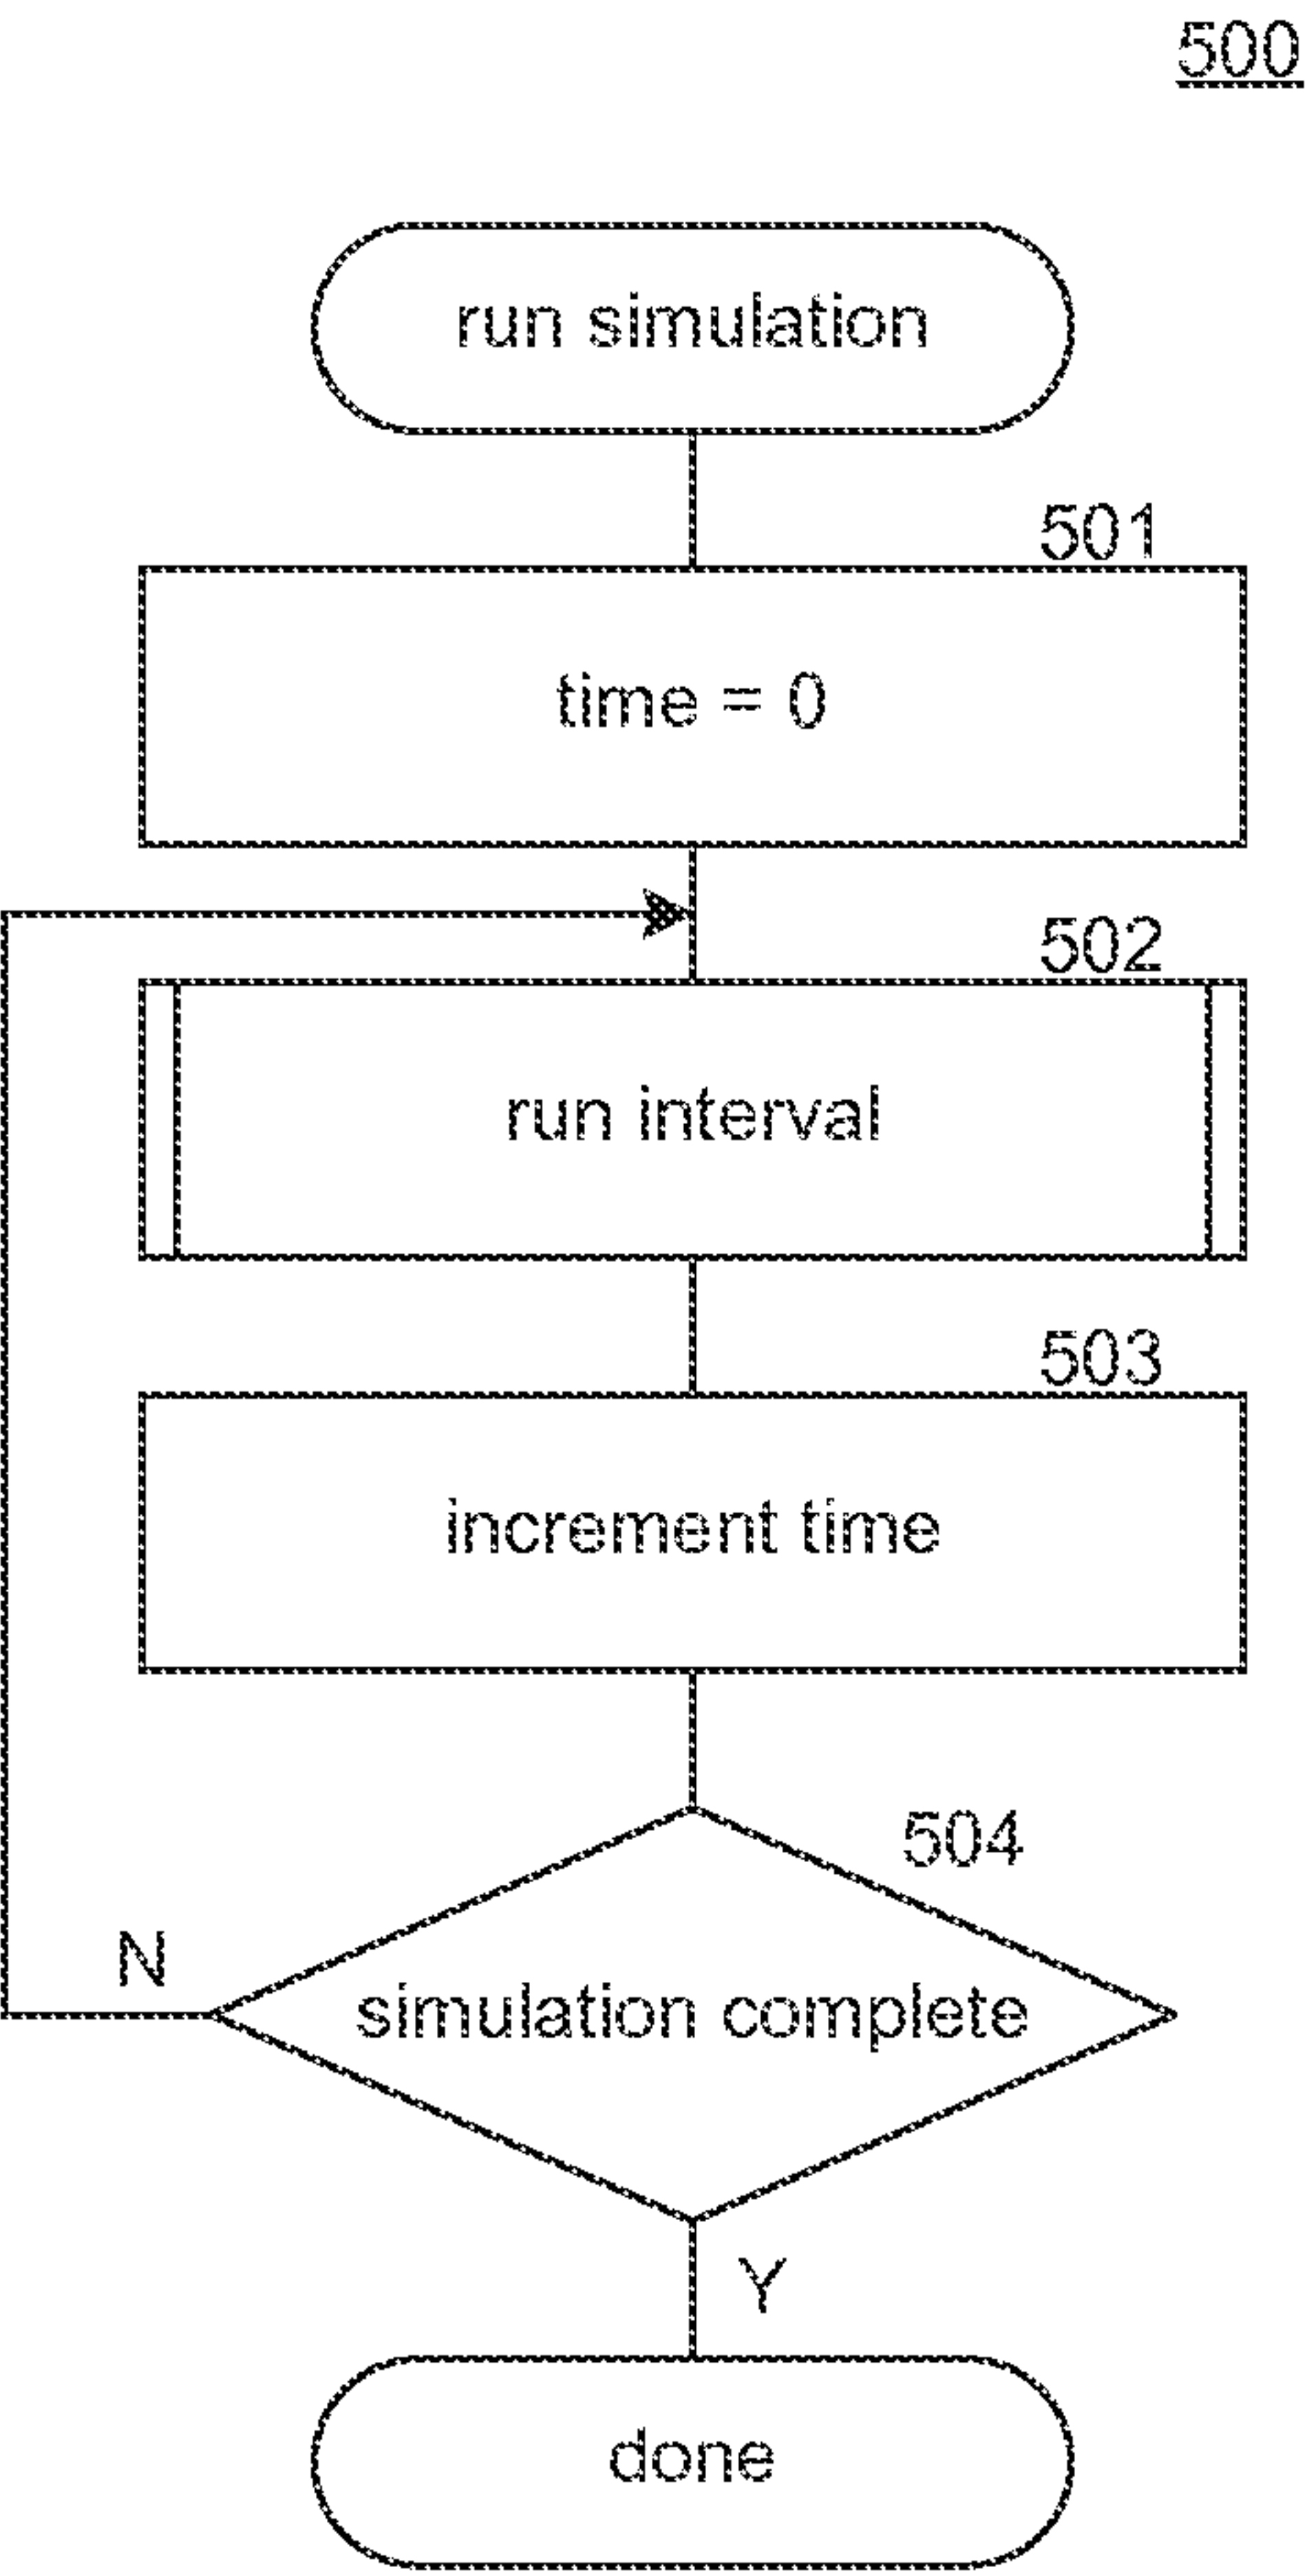 500
run simulation
501
time = 0
502
run interval
503
increment time
504
N
simulation complete
Y
done